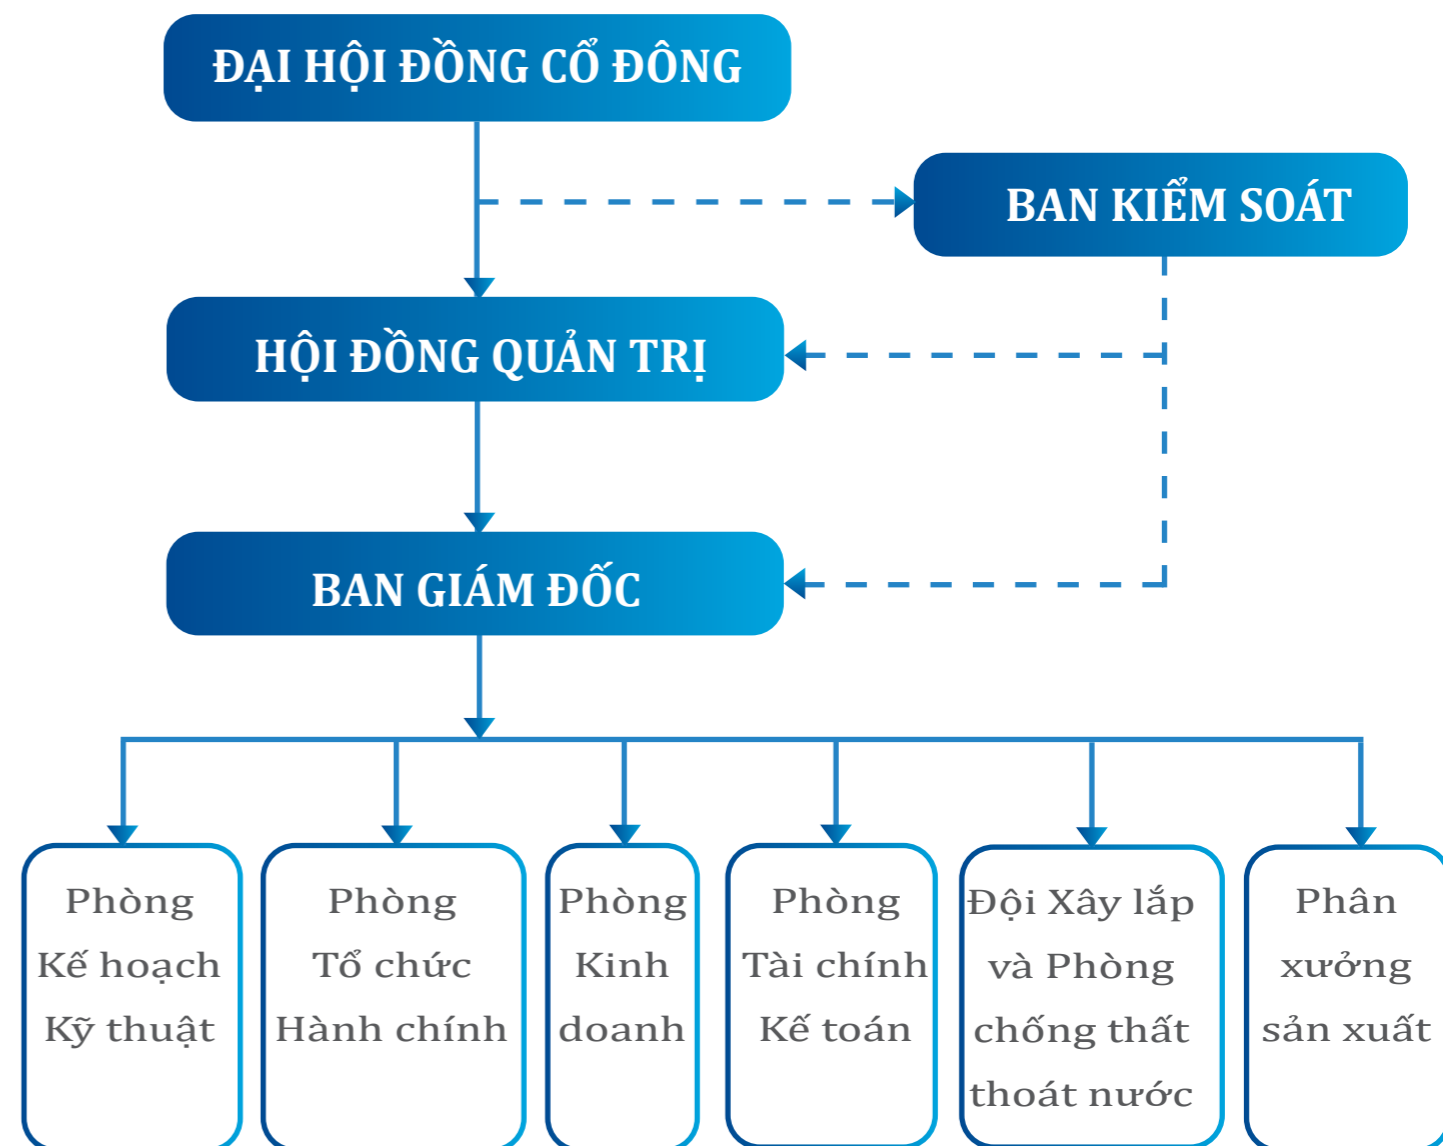 ĐẠI HỘI ĐỒNG CỔ ĐÔNG
BAN KIỂM SOÁT
HỘI ĐỒNG QUẢN TRỊ
BAN GIÁM ĐỐC
Phòng
Kế hoạch
Kỹ thuật
Phòng
Tổ chức
Hành chính
Phòng
Kinh
doanh
Phòng
Tài chính
Kế toán
Đội Xây lắp
và Phòng
chống thất
thoát nước
Phân
xưởng
sản xuất